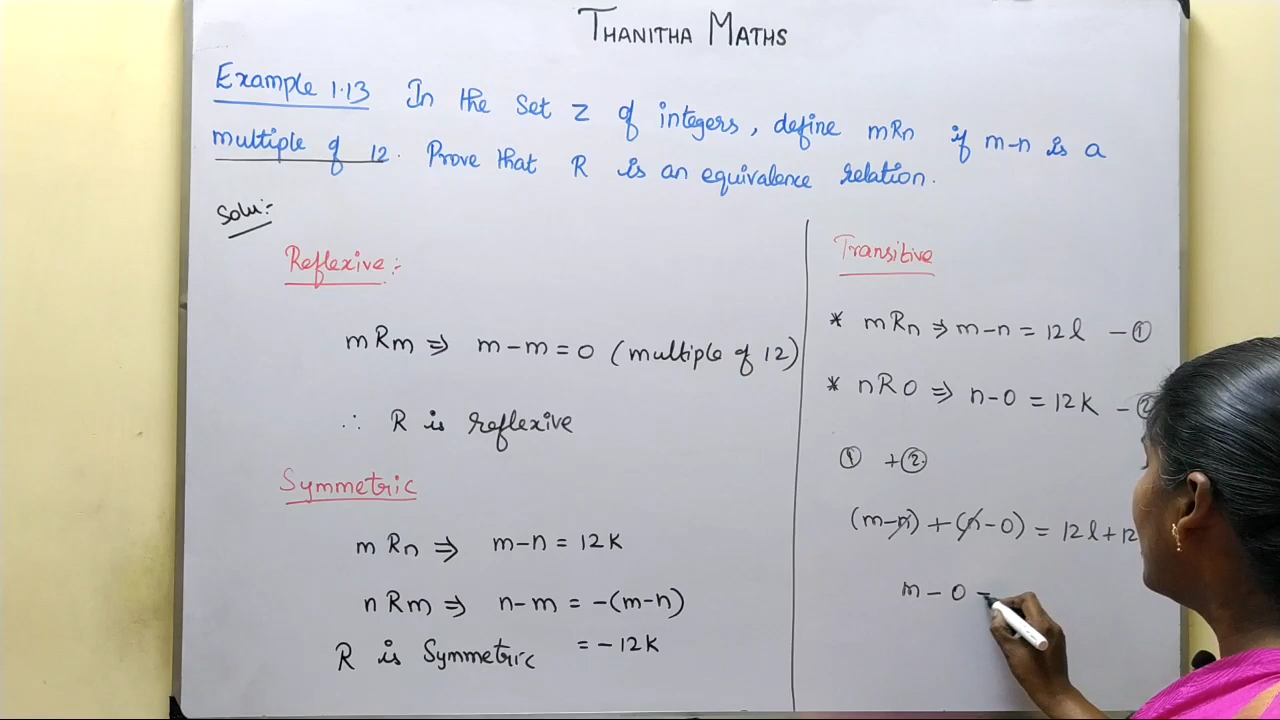 THANITHA MATHS
Example 1.13 In the set Z of integers, define mRn if m-n is a
multiple of 12. Prove that R is an equivalence relation.
Solu:-
Reflexive:-
mRm ⇒ m-m = 0 (multiple of 12)
∴ R is reflexive
Symmetric
mRn ⇒ m-n = 12K
nRm ⇒ n-m = -(m-n)
= -12K
R is Symmetric
Transitive
* mRn ⇒ m-n = 12l -①
* nRO ⇒ n-O = 12K -②
① +②
(m-n) + (n-O) = 12l+12
m-O =